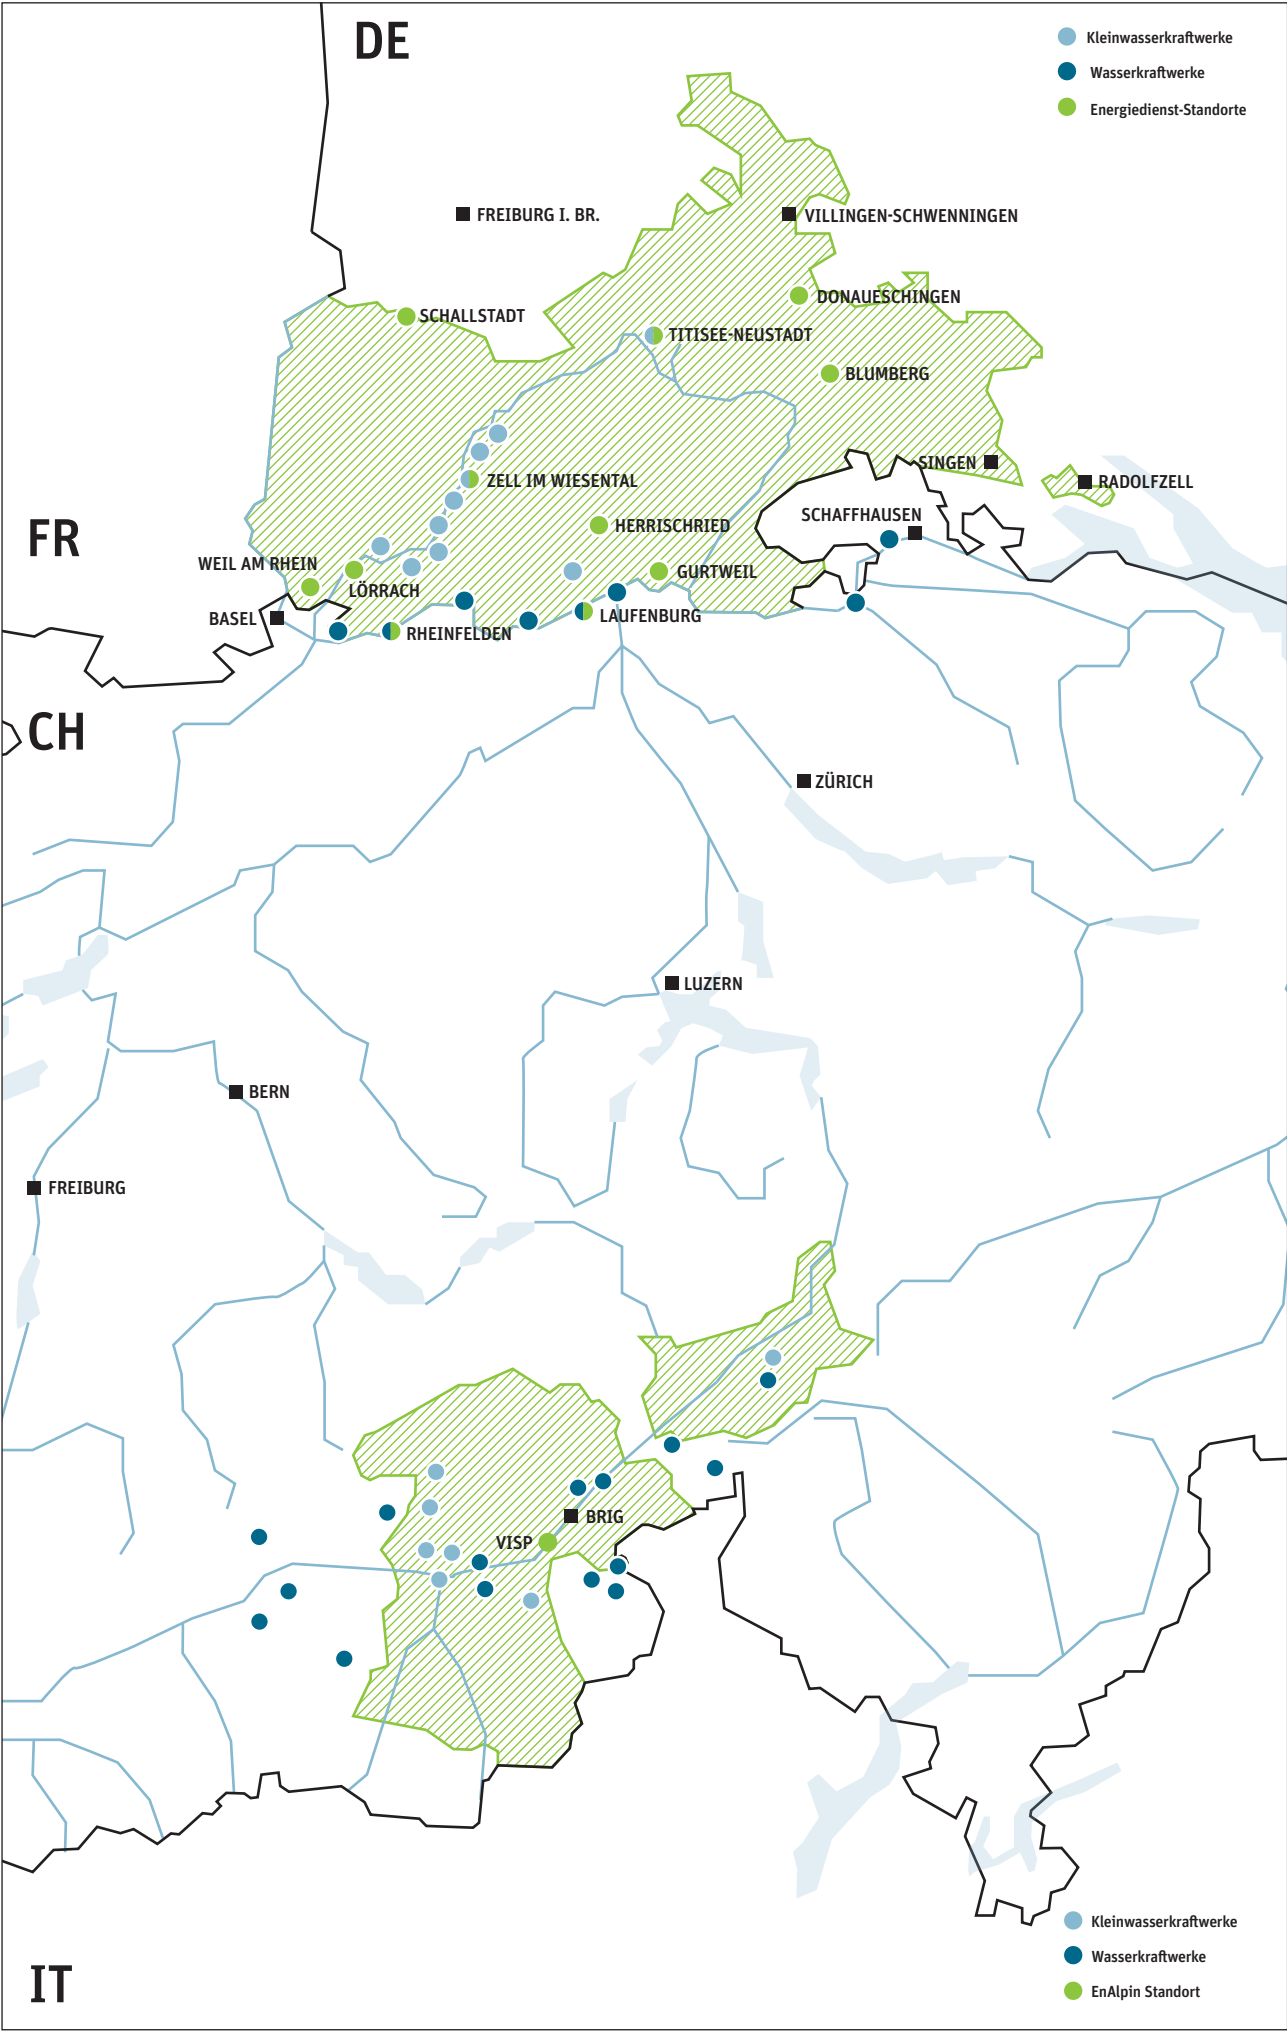 DE
Kleinwasserkraftwerke
Wasserkraftwerke
Energiedienst-Standorte
FREIBURG I. BR.
VILLINGEN-SCHWENNINGEN
DONAUESCHINGEN
SCHALLSTADT
TITISEE-NEUSTADT
BLUMBERG
SINGEN
RADOLFZELL
ZELL IM WIESENTAL
SCHAFFHAUSEN
HERRISCHRIED
FR
WEIL AM RHEIN
GURTWEIL
LÖRRACH
BASEL
LAUFENBURG
RHEINFELDEN
CH
ZÜRICH
LUZERN
BERN
FREIBURG
BRIG
VISP
Kleinwasserkraftwerke
Wasserkraftwerke
EnAlpin Standort
IT